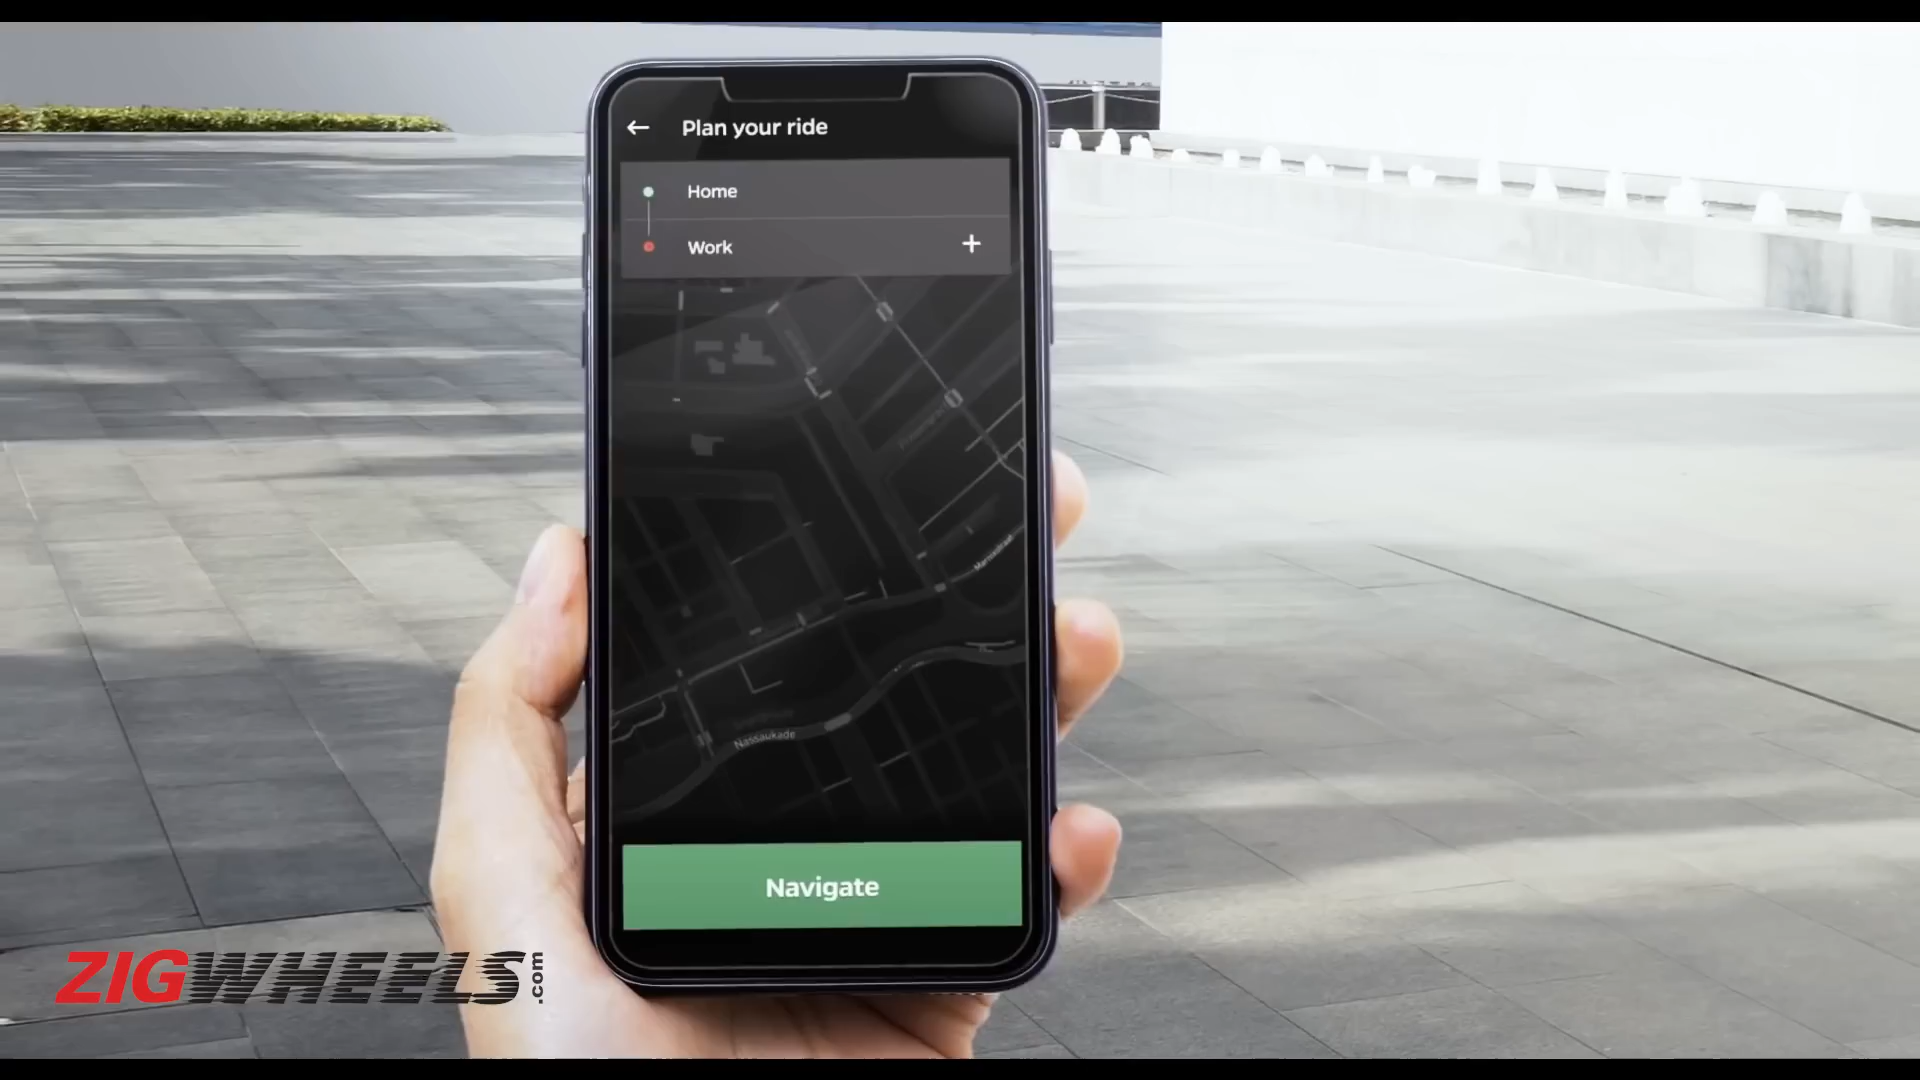 Plan your ride
Home
Work
Navigate
Nassaukade
ZIGWHEELS.com